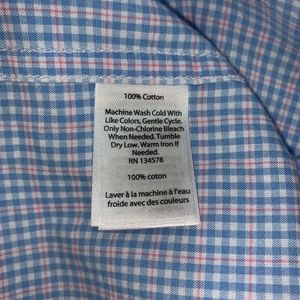 100% Cotton
Machine Wash Cold With
Like Colors, Gentle Cycle.
Only Non-Chlorine Bleach
When Needed. Tumble
Dry Low. Warm Iron If
Needed.
RN 134578
100% coton
Laver à la machine à l'eau
froide avec des couleurs